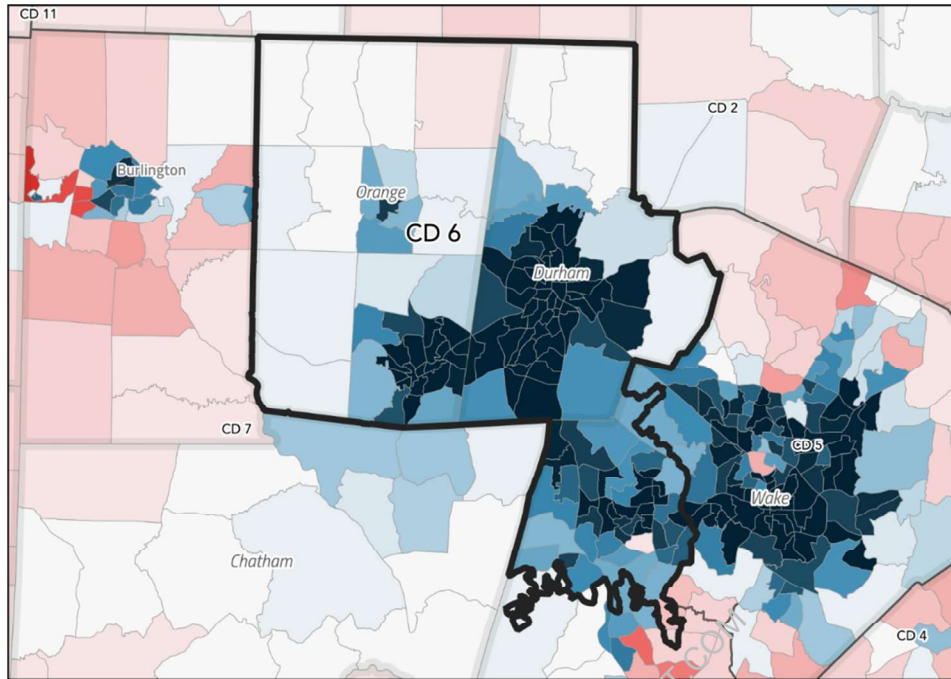 CD 11
CD 2
Burlington
Orange
CD 6
Durham
CD 7
CD 5
Wake
Chatham
CD 4